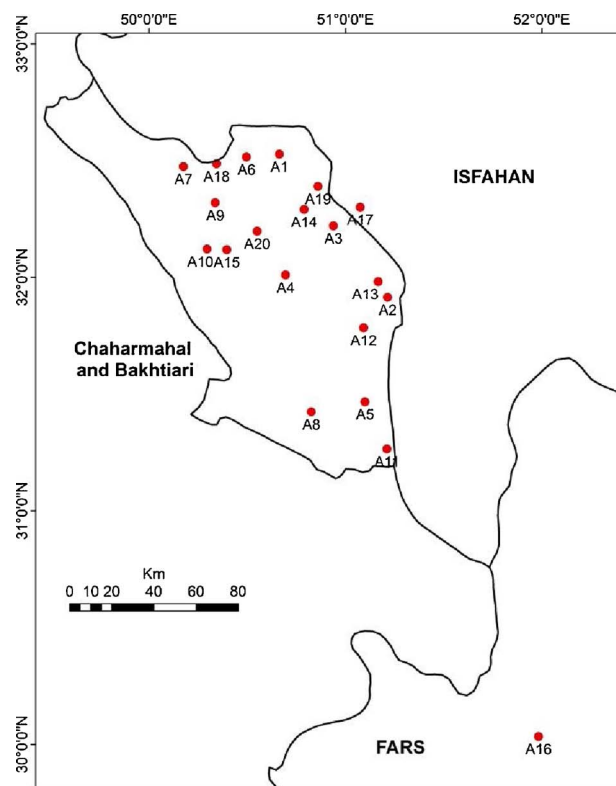 50°0'0"E 51°0'0"E 52°0'0"E
33°0'0"N
A7
A18
A6
A1
ISFAHAN
A19
A9
A14
A17
A3
A20
A10
A15
32°0'0"N
A4
A13
A2
A12
Chaharmahal
and Bakhtiari
A8
A5
A11
31°0'0"N
Km
0 10 20 40 60 80
30°0'0"N
FARS
A16